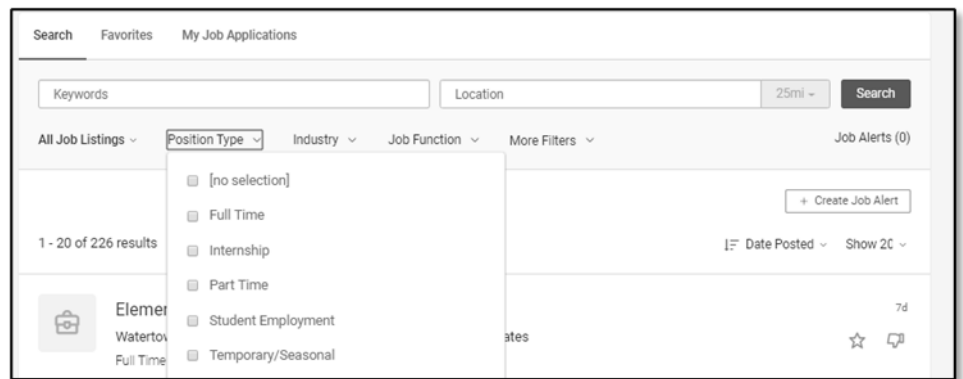 Search Favorites My Job Applications
Keywords Location 25mi Search
All Job Listings Position Type Industry Job Function More Filters Job Alerts (0)
[no selection]
+ Create Job Alert
Full Time
1 - 20 of 226 results Internship Date Posted Show 20
Part Time
Elemen 7d
Student Employment
Watertow ates
Temporary/Seasonal
Full Time